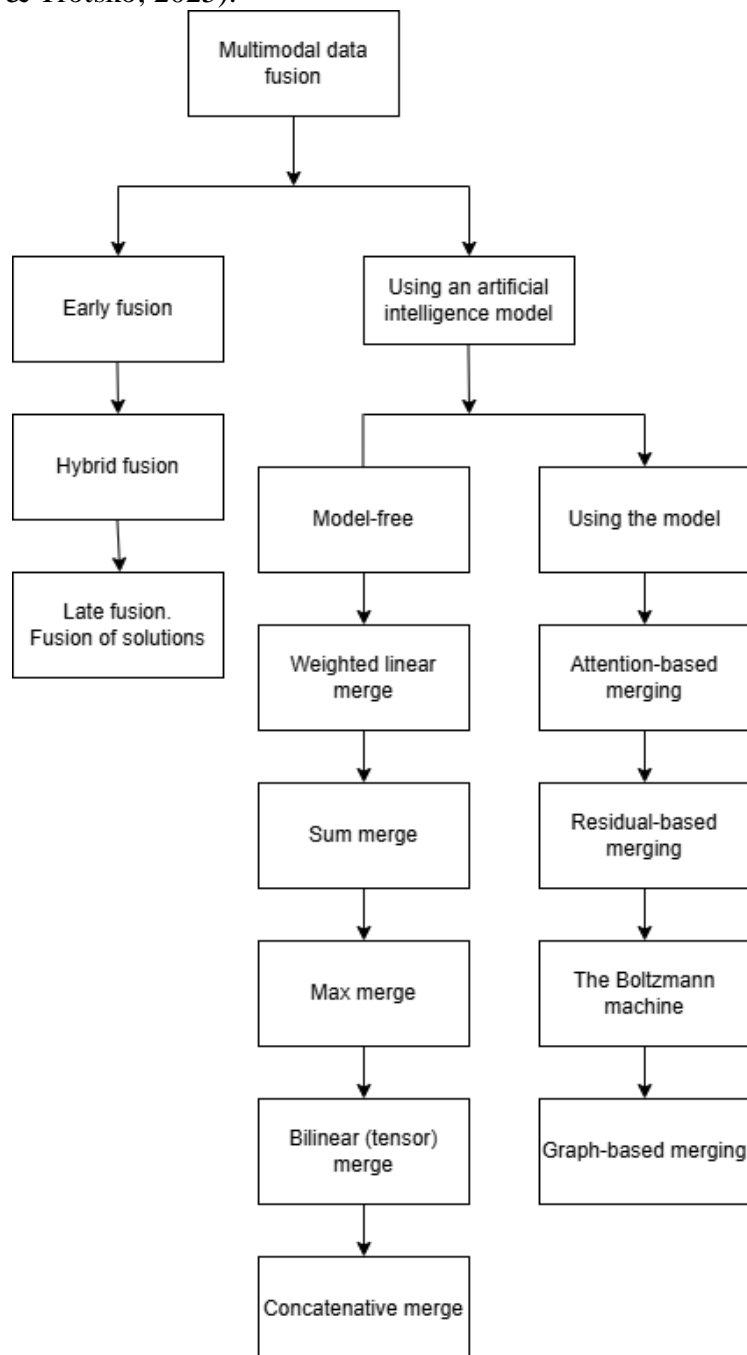 & Trotsko, 2023).
Multimodal data
fusion
Early fusion
Using an artificial
intelligence model
Hybrid fusion
Model-free
Using the model
Late fusion.
Fusion of solutions
Weighted linear
merge
Attention-based
merging
Sum merge
Residual-based
merging
Max merge
The Boltzmann
machine
Bilinear (tensor)
merge
Graph-based merging
Concatenative merge